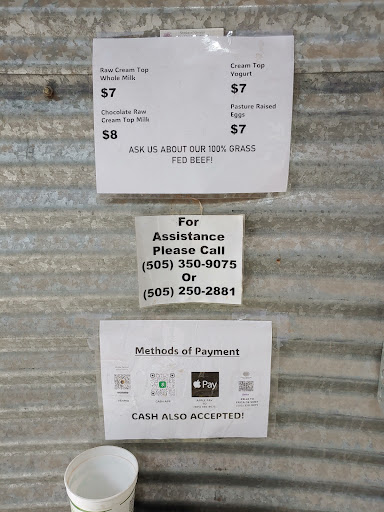 Raw Cream Top
Whole Milk
$7
Chocolate Raw
Cream Top Milk
$8
Cream Top
Yogurt
$7
Pasture Raised
Eggs
$7
ASK US ABOUT OUR 100% GRASS
FED BEEF!
For
Assistance
Please Call
(505) 350-9075
Or
(505) 250-2881
Methods of Payment
Pay
CASH ALSO ACCEPTED!